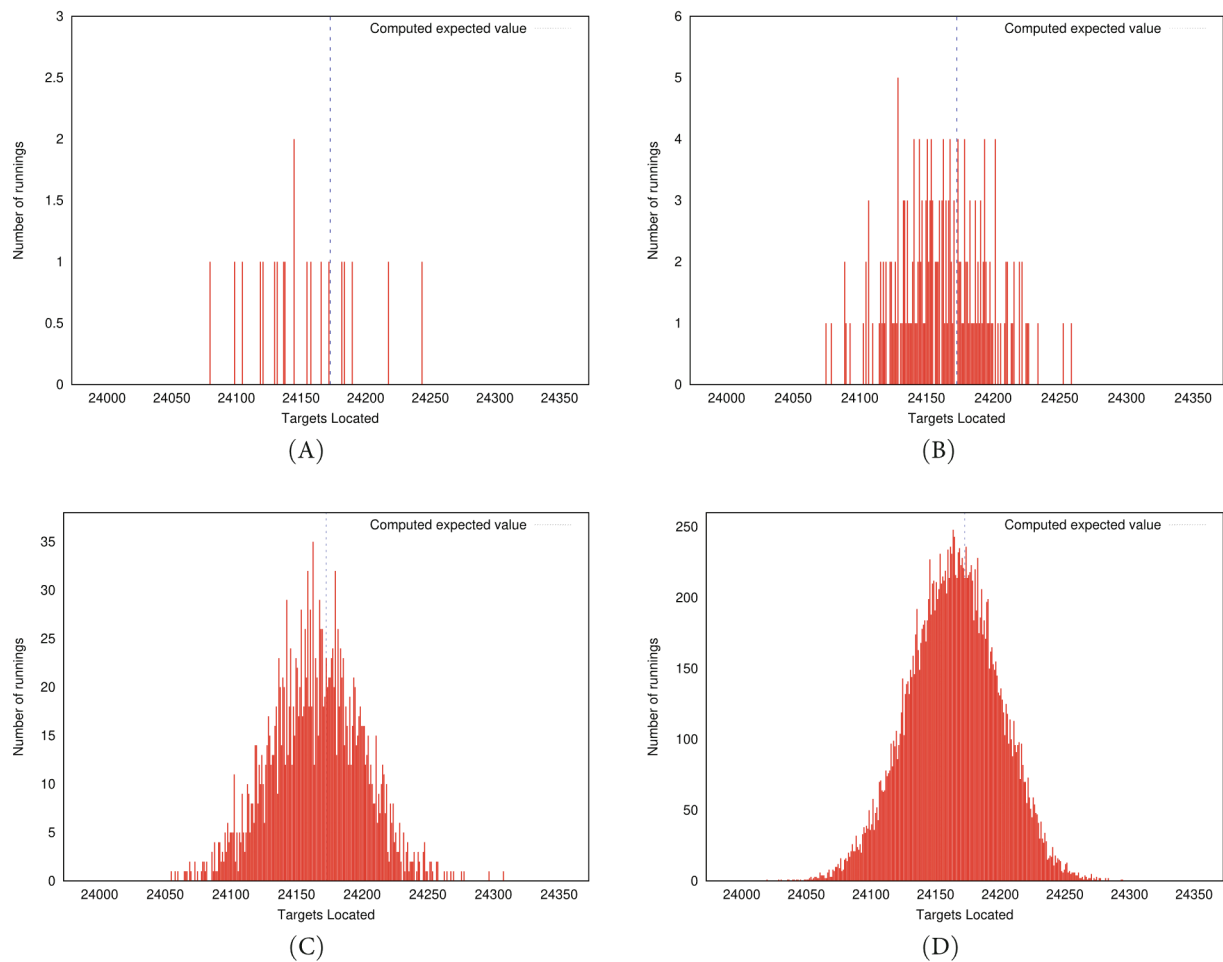 3
2.5
2
1.5
1
0.5
0
Number of runnings
Computed expected value
24000 24050 24100 24150 24200 24250 24300 24350
Targets Located
(A)
6
5
4
3
2
1
0
Number of runnings
Computed expected value
24000 24050 24100 24150 24200 24250 24300 24350
Targets Located
(B)
35
30
25
20
15
10
5
0
Number of runnings
Computed expected value
24000 24050 24100 24150 24200 24250 24300 24350
Targets Located
(C)
250
200
150
100
50
0
Number of runnings
Computed expected value
24000 24050 24100 24150 24200 24250 24300 24350
Targets Located
(D)